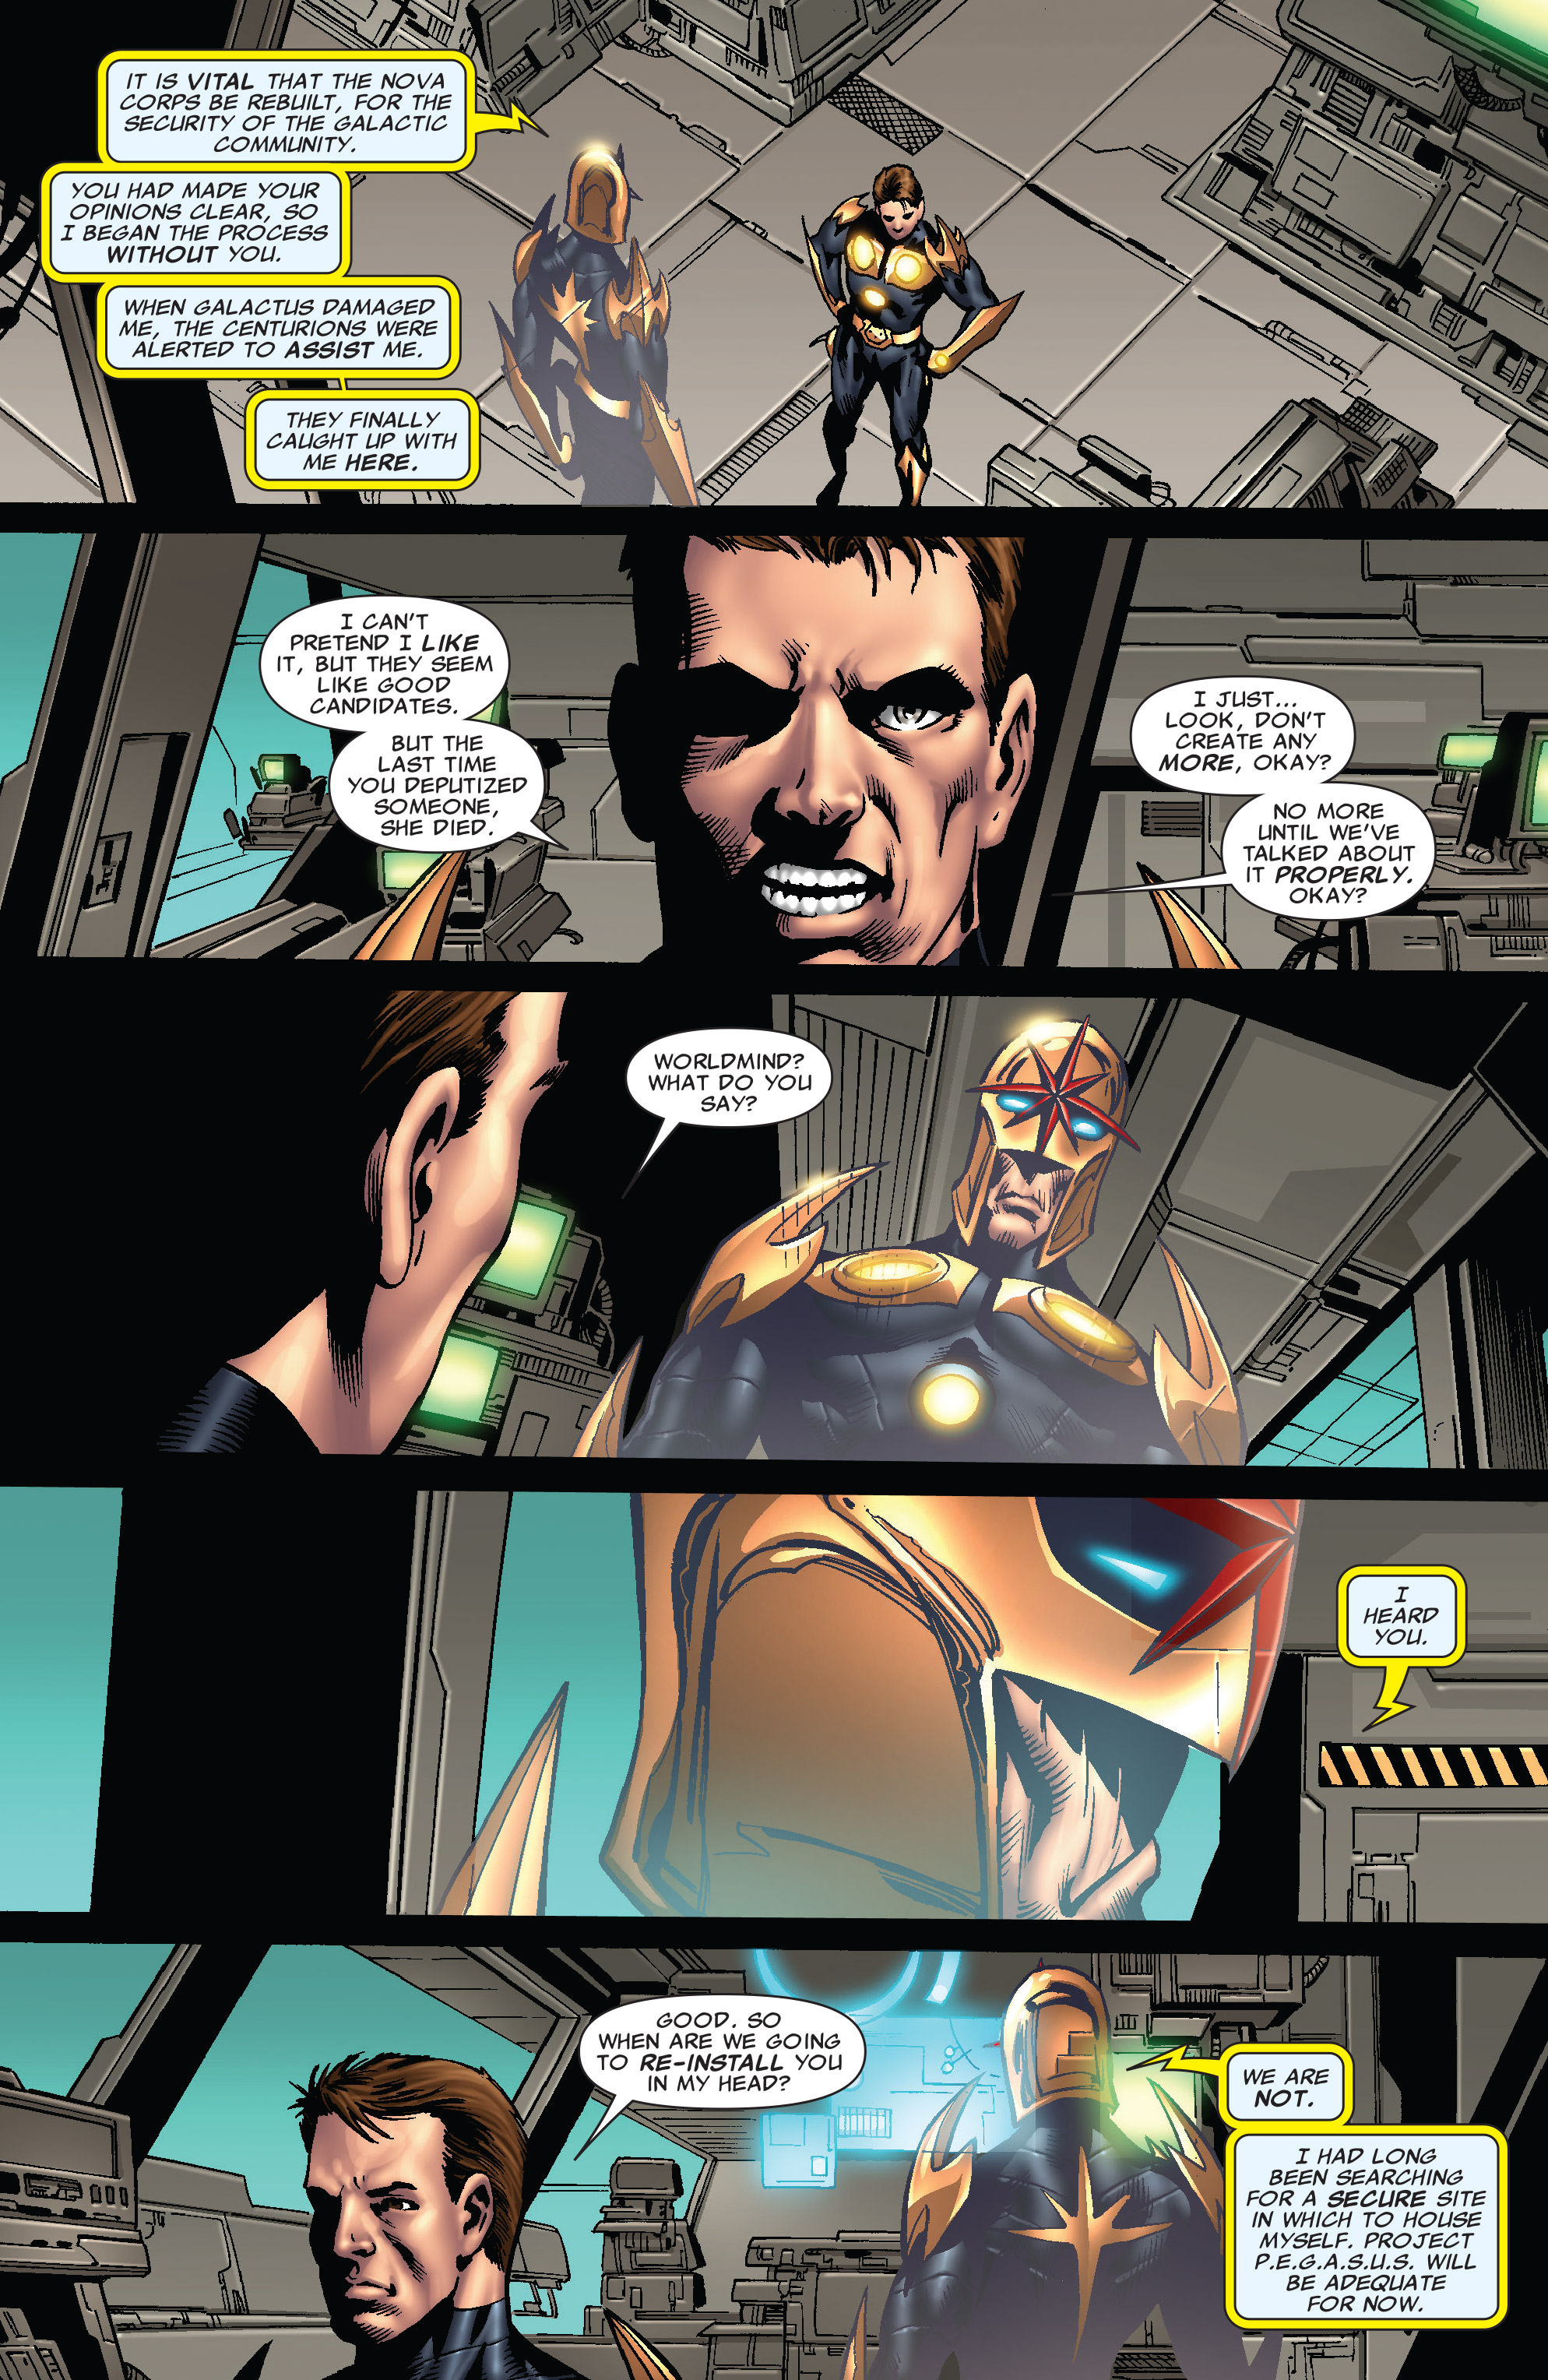 IT IS VITAL THAT THE NOVA
CORPS BE REBUILT, FOR THE
SECURITY OF THE GALACTIC
COMMUNITY.
YOU HAD MADE YOUR
OPINIONS CLEAR, SO
I BEGAN THE PROCESS
WITHOUT YOU.
WHEN GALACTUS DAMAGED
ME, THE CENTURIONS WERE
ALERTED TO ASSIST ME.
THEY FINALLY
CAUGHT UP WITH
ME HERE.
I CAN'T
PRETEND I LIKE
IT, BUT THEY SEEM
LIKE GOOD
CANDIDATES.
BUT THE
LAST TIME
YOU DEPUTIZED
SOMEONE,
SHE DIED.
I JUST...
LOOK, DON'T
CREATE ANY
MORE, OKAY?
NO MORE
UNTIL WE'VE
TALKED ABOUT
IT PROPERLY.
OKAY?
WORLDMIND?
WHAT DO YOU
SAY?
I
HEARD
YOU.
GOOD. SO
WHEN ARE WE GOING
TO RE-INSTALL YOU
IN MY HEAD?
WE ARE
NOT.
I HAD LONG
BEEN SEARCHING
FOR A SECURE SITE
IN WHICH TO HOUSE
MYSELF. PROJECT
P.E.G.A.S.U.S. WILL
BE ADEQUATE
FOR NOW.